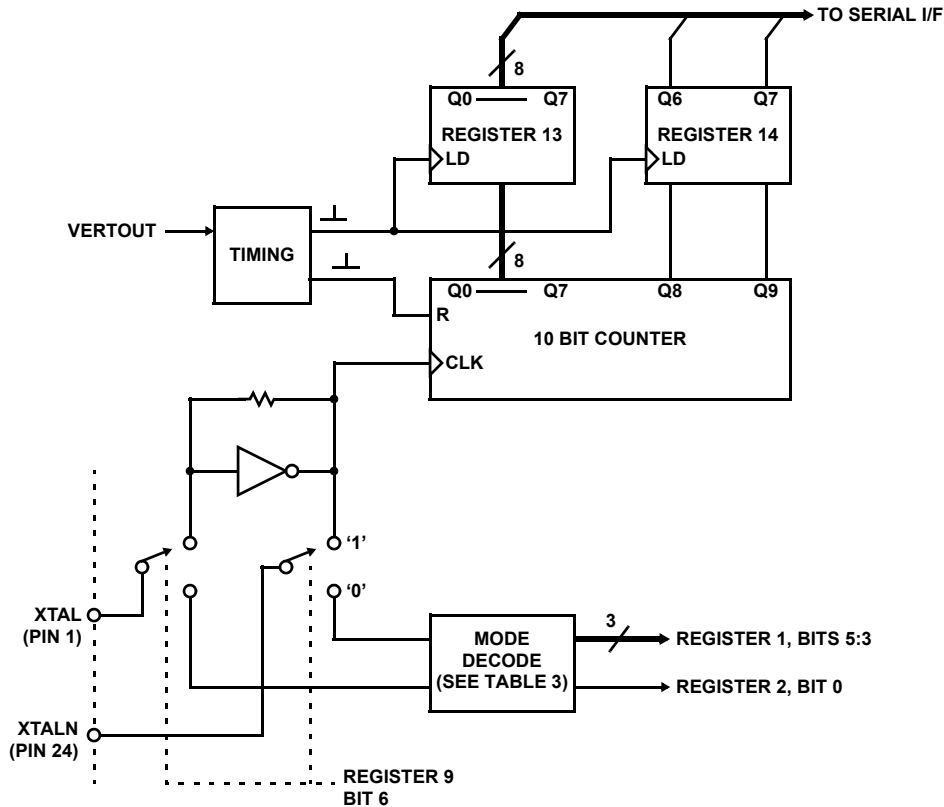 TO SERIAL I/F
8
Q0 Q7
REGISTER 13
LD
Q6 Q7
REGISTER 14
LD
VERTOUT
TIMING
8
Q0 Q7 Q8 Q9
R
10 BIT COUNTER
CLK
‘1’
‘0’
XTAL
(PIN 1)
MODE
DECODE
(SEE TABLE 3)
3
REGISTER 1, BITS 5:3
REGISTER 2, BIT 0
XTALN
(PIN 24)
REGISTER 9
BIT 6